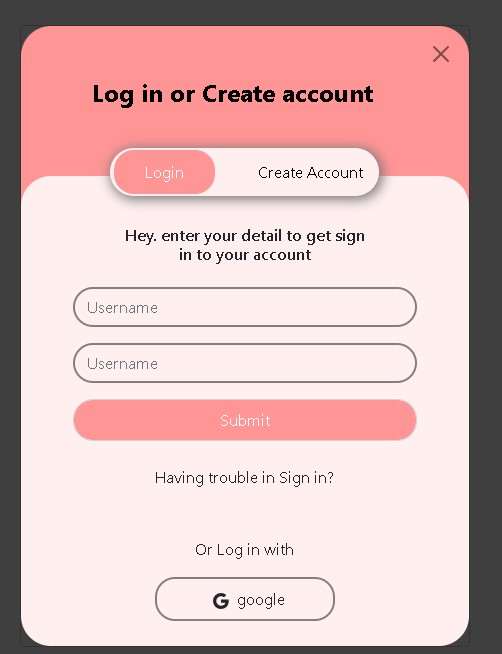 Log in or Create account
Login
Create Account
Hey. enter your detail to get sign
in to your account
Username
Username
Submit
Having trouble in Sign in?
Or Log in with
google